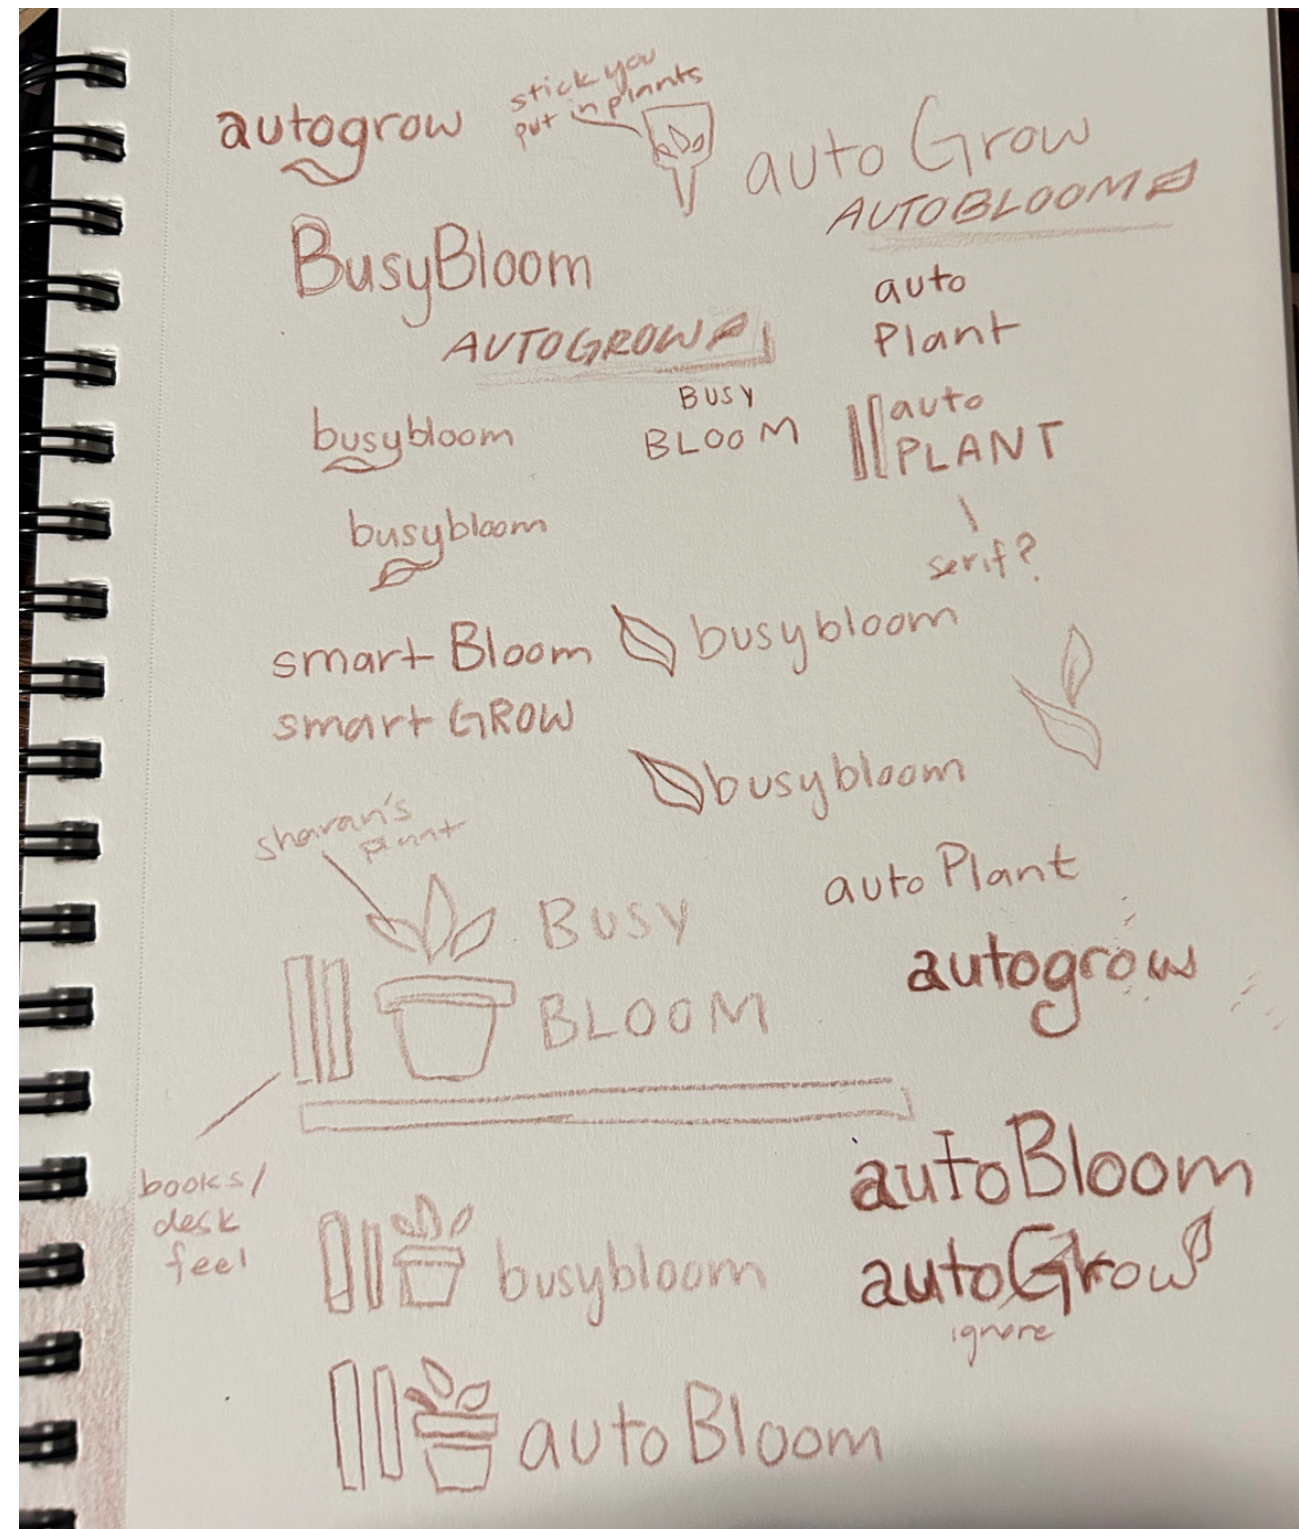 autogrow
stick you
put in plants
auto Grow
AUTOBLOOM
BusyBloom
auto
Plant
AUTOGROW
BUSY
BLOOM
auto
PLANT
busybloom
serif?
busybloom
busybloom
smart Bloom
smart GROW
busybloom
sharan's
plant
auto Plant
BUSY
BLOOM
autogrow
autoBloom
books/
desk
feel
busybloom
autoGrow
ignore
autoBloom